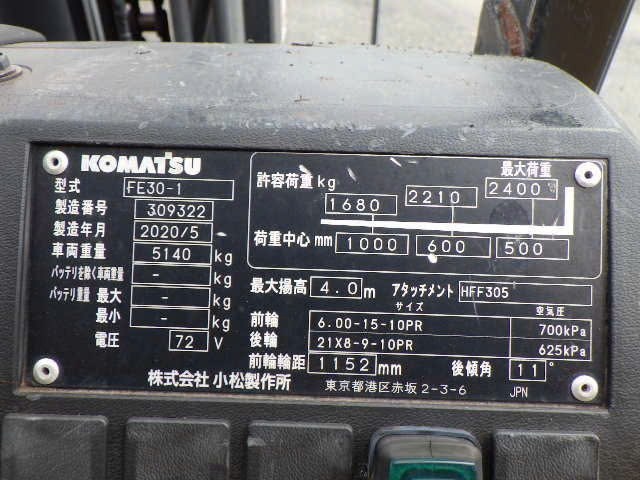 KOMATSU
型式 FE30-1
製造番号 309322
製造年月 2020/5
車両重量 5140 kg
バッテリを除く車両重量 - kg
バッテリ重量 最大 - kg
最小 - kg
電圧 72 V
最大荷重
許容荷重 kg 1680 2210 2400
荷重中心 mm 1000 600 500
最大揚高 4.0 m アタッチメント HFF305
サイズ 空気圧
前輪 6.00-15-10PR 700kPa
後輪 21X8-9-10PR 625kPa
前輪輪距 1152 mm 後傾角 11°
株式会社 小松製作所 東京都港区赤坂 2-3-6 JPN